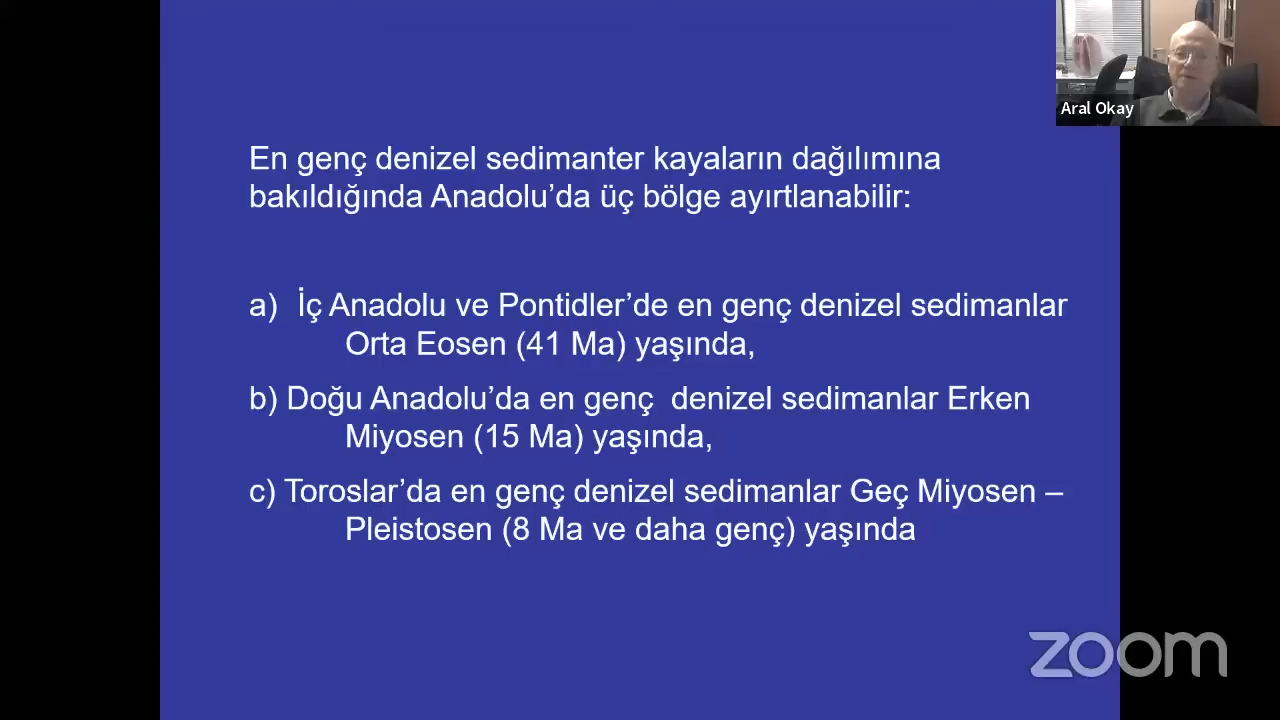 Aral Okay
En genç denizel sedimanter kayaların dağılımına
bakıldığında Anadolu’da üç bölge ayırtlanabilir:
a) İç Anadolu ve Pontidler’de en genç denizel sedimanlar
Orta Eosen (41 Ma) yaşında,
b) Doğu Anadolu’da en genç denizel sedimanlar Erken
Miyosen (15 Ma) yaşında,
c) Toroslar’da en genç denizel sedimanlar Geç Miyosen –
Pleistosen (8 Ma ve daha genç) yaşında
zoom